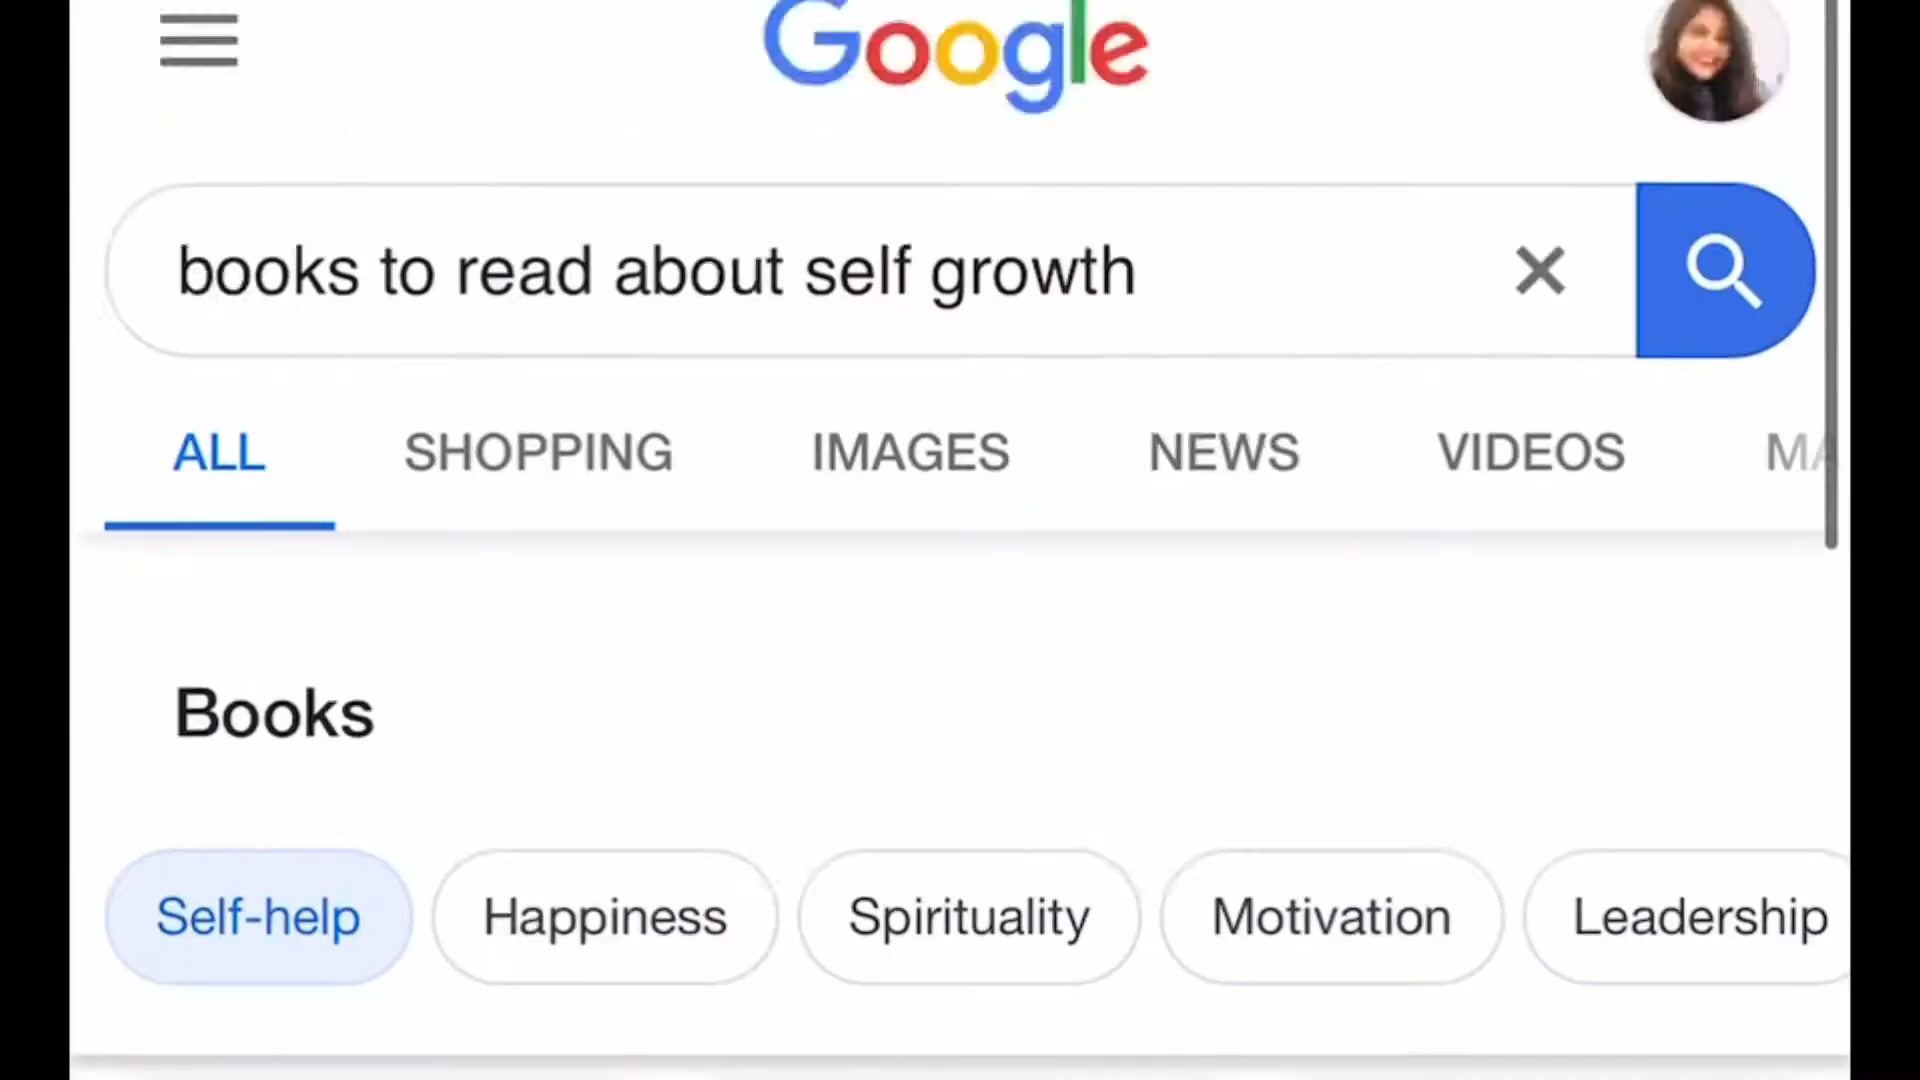 Google
books to read about self growth
ALL SHOPPING IMAGES NEWS VIDEOS MA
Books
Self-help Happiness Spirituality Motivation Leadership